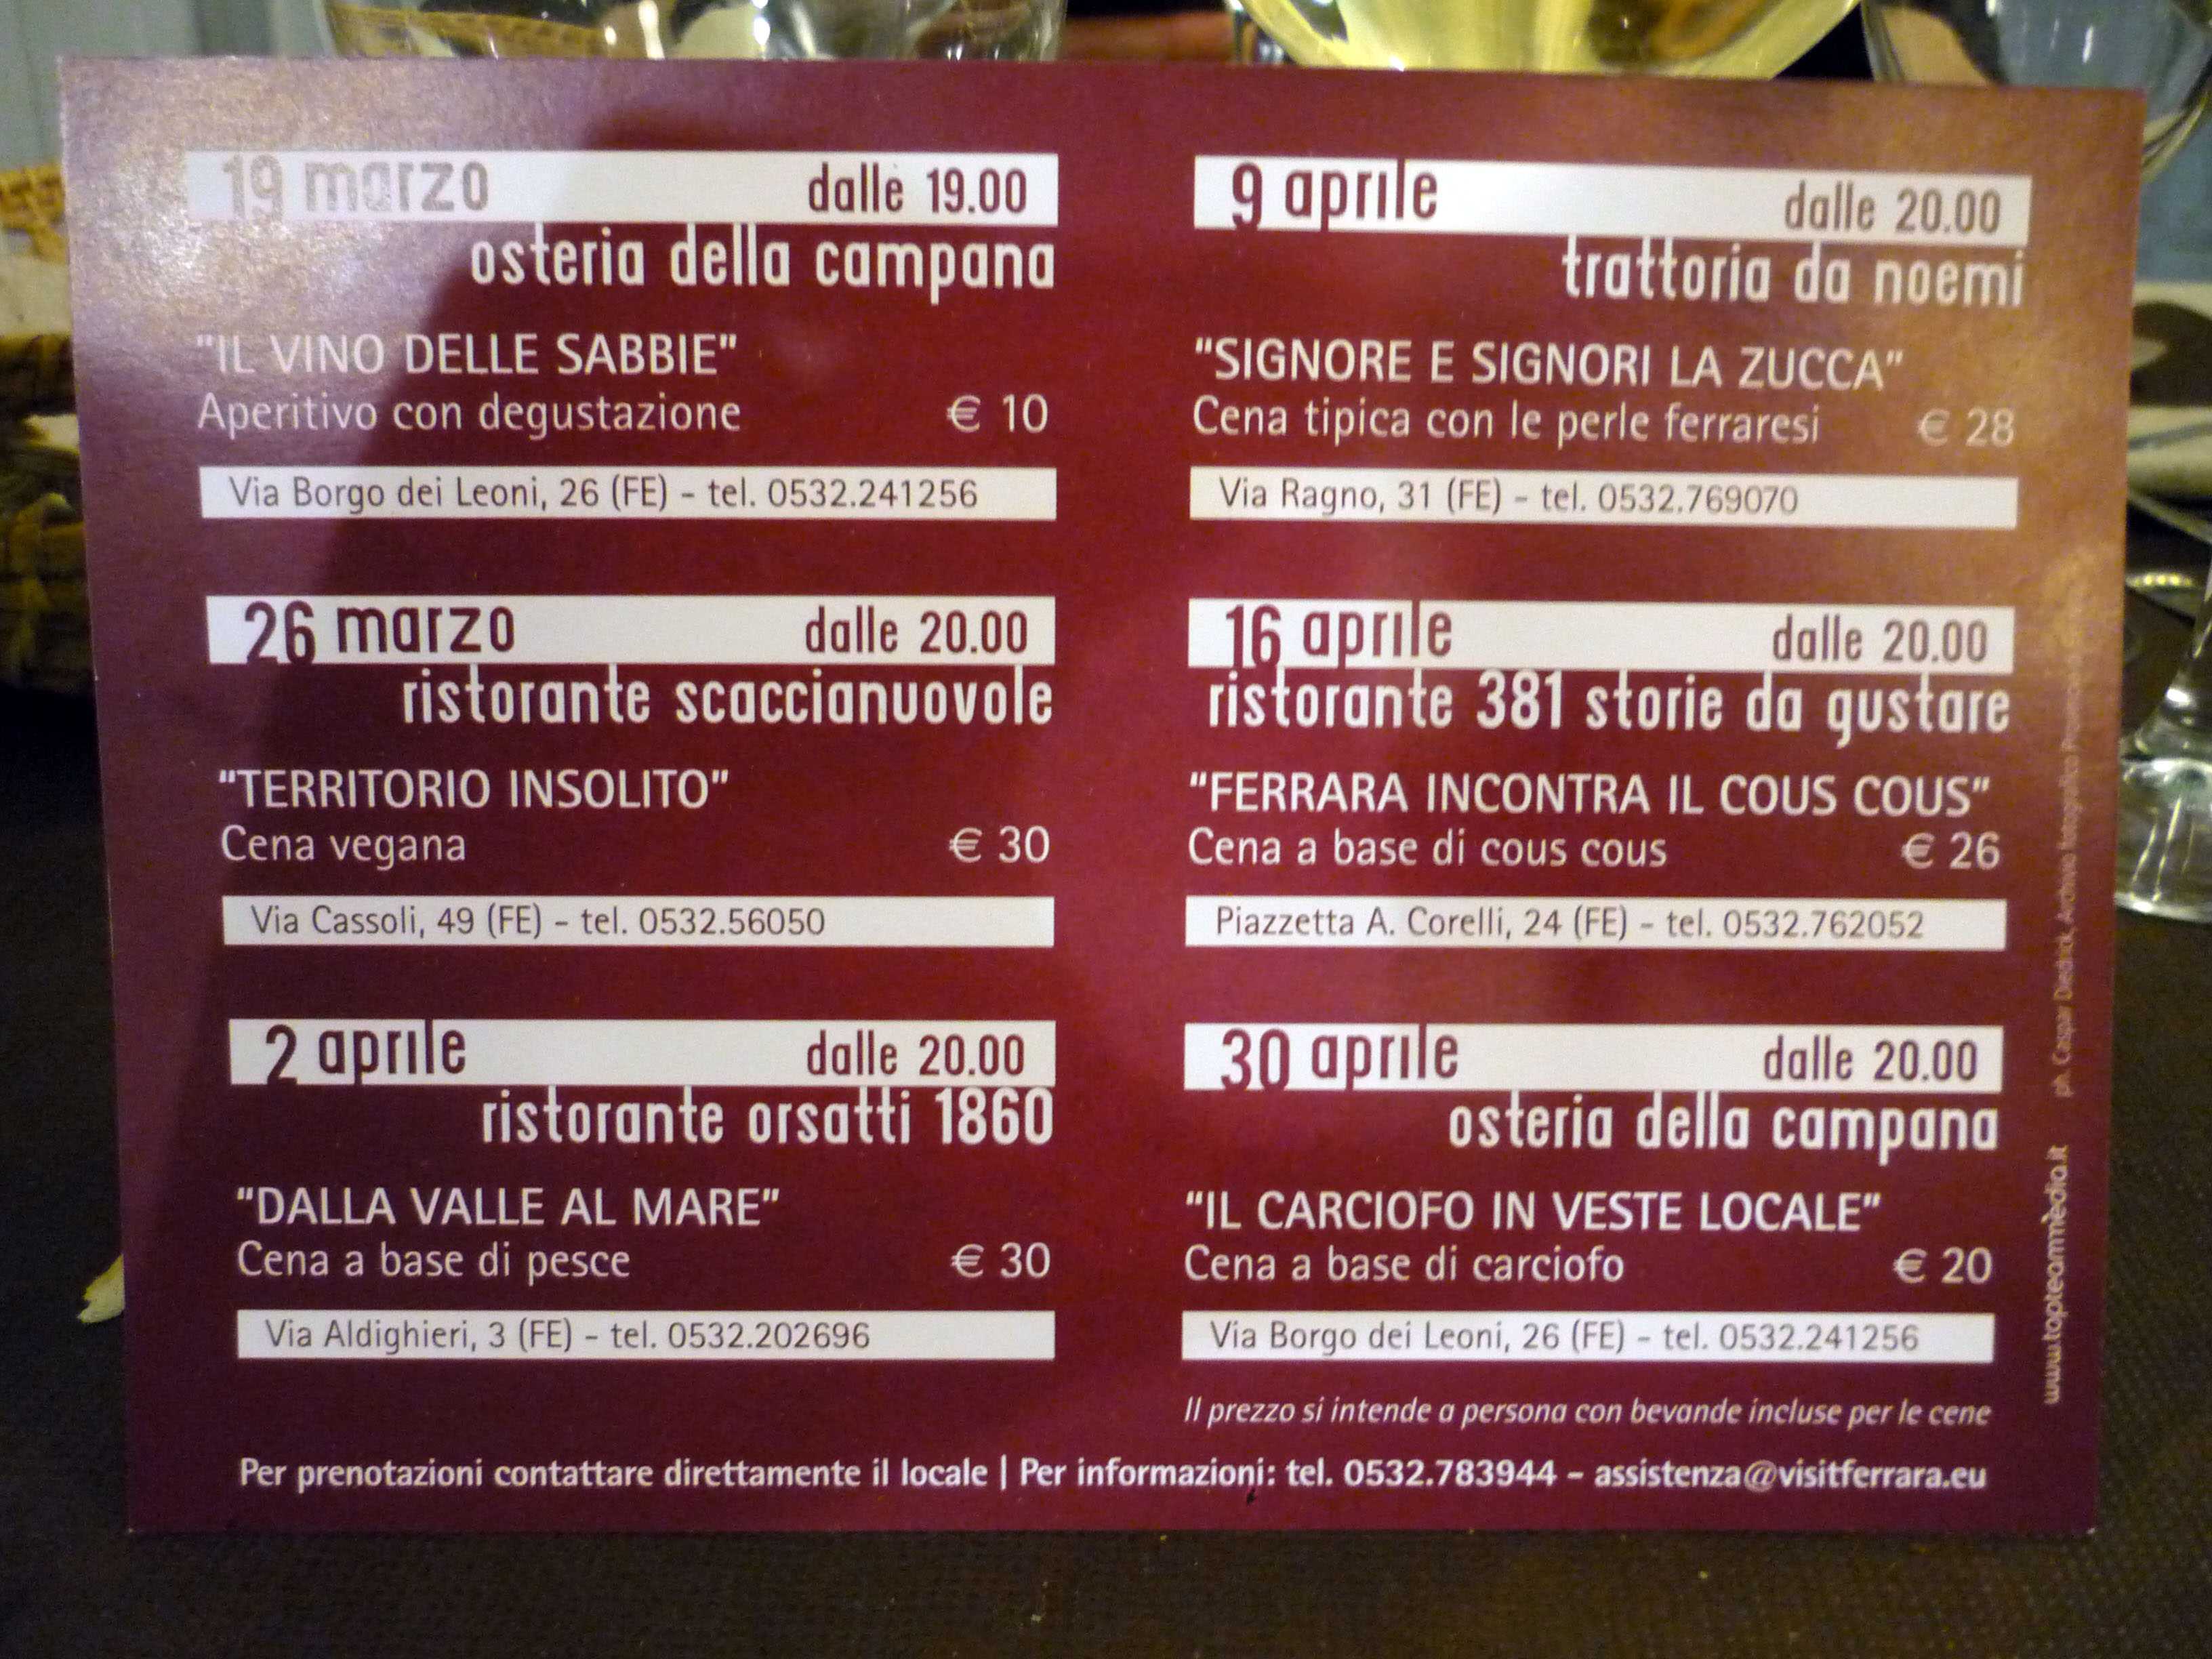 19 marzo dalle 19.00
osteria della campana
"IL VINO DELLE SABBIE"
Aperitivo con degustazione € 10
Via Borgo dei Leoni, 26 (FE) - tel. 0532.241256
26 marzo dalle 20.00
ristorante scaccianuovole
"TERRITORIO INSOLITO"
Cena vegana € 30
Via Cassoli, 49 (FE) - tel. 0532.56050
2 aprile dalle 20.00
ristorante orsatti 1860
"DALLA VALLE AL MARE"
Cena a base di pesce € 30
Via Aldighieri, 3 (FE) - tel. 0532.202696
9 aprile dalle 20.00
trattoria da noemi
"SIGNORE E SIGNORI LA ZUCCA"
Cena tipica con le perle ferraresi € 28
Via Ragno, 31 (FE) - tel. 0532.769070
16 aprile dalle 20.00
ristorante 381 storie da gustare
"FERRARA INCONTRA IL COUS COUS"
Cena a base di cous cous € 26
Piazzetta A. Corelli, 24 (FE) - tel. 0532.762052
30 aprile dalle 20.00
osteria della campana
"IL CARCIOFO IN VESTE LOCALE"
Cena a base di carciofo € 20
Via Borgo dei Leoni, 26 (FE) - tel. 0532.241256
Il prezzo si intende a persona con bevande incluse per le cene
Per prenotazioni contattare direttamente il locale | Per informazioni: tel. 0532.783944 - assistenza@visitferrara.eu
www.topteammedia.it ph. Caspar Diederick, Archivio fotografico